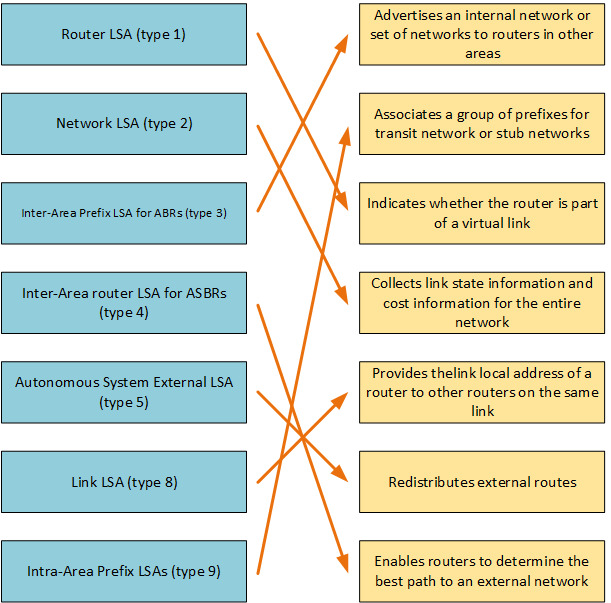 Router LSA (type 1)
Network LSA (type 2)
Inter-Area Prefix LSA for ABRs (type 3)
Inter-Area router LSA for ASBRs
(type 4)
Autonomous System External LSA
(type 5)
Link LSA (type 8)
Intra-Area Prefix LSAs (type 9)
Advertises an internal network or
set of networks to routers in other
areas
Associates a group of prefixes for
transit network or stub networks
Indicates whether the router is part
of a virtual link
Collects link state information and
cost information for the entire
network
Provides thelink local address of a
router to other routers on the same
link
Redistributes external routes
Enables routers to determine the
best path to an external network